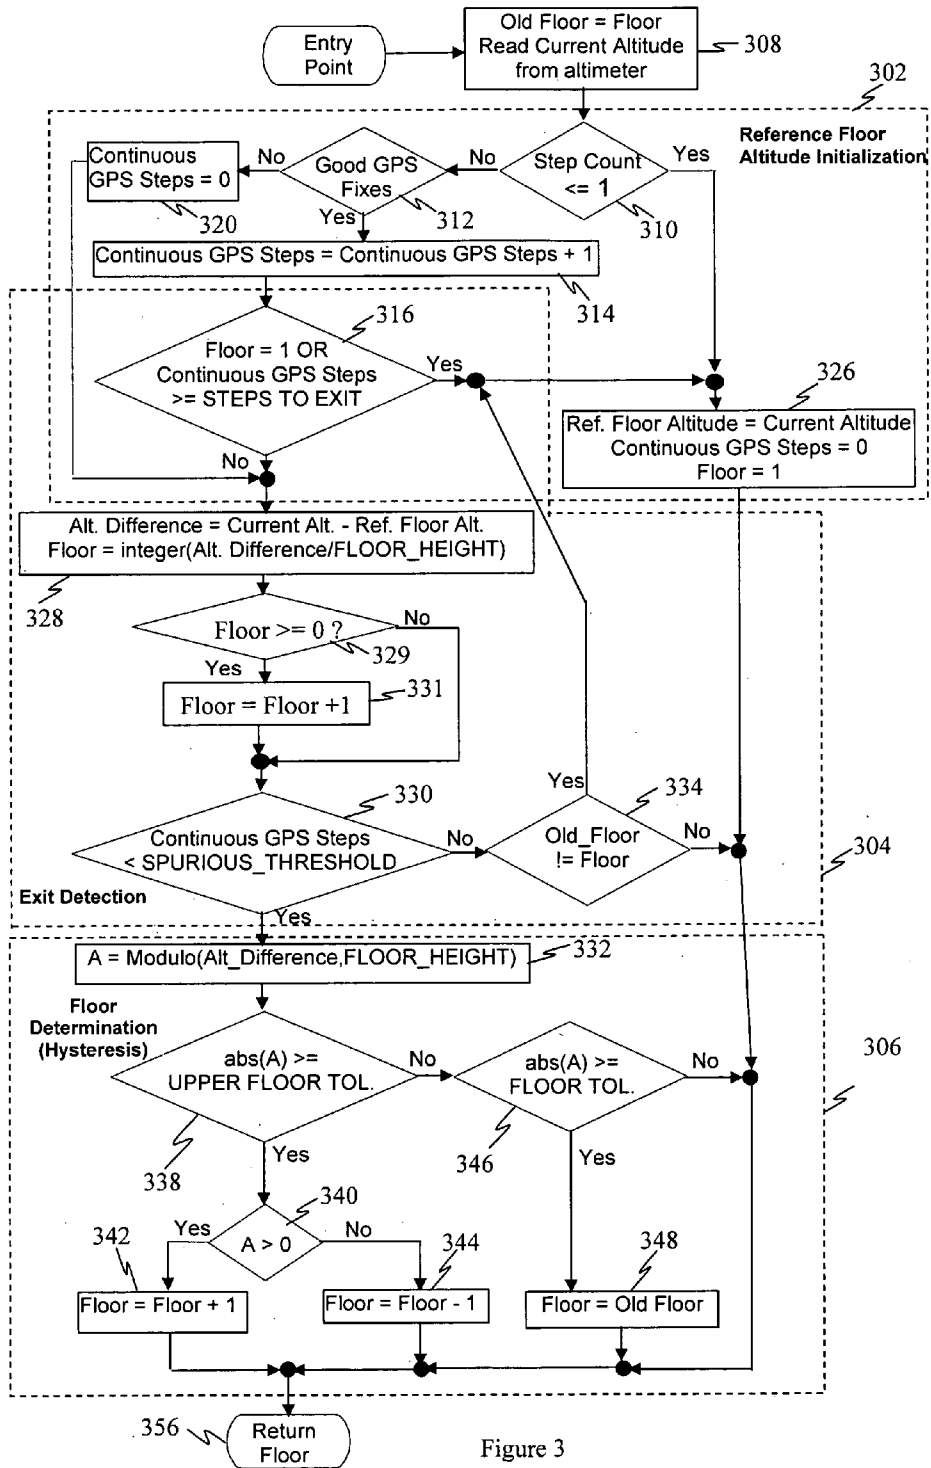 Entry
Point
Old Floor = Floor
Read Current Altitude
from altimeter
308
302
Reference Floor
Altitude Initialization
Step Count
<= 1
Yes
No
310
Good GPS
Fixes
No
Yes
312
Continuous
GPS Steps = 0
320
Continuous GPS Steps = Continuous GPS Steps + 1
314
316
Floor = 1 OR
Continuous GPS Steps
>= STEPS TO EXIT
Yes
No
326
Ref. Floor Altitude = Current Altitude
Continuous GPS Steps = 0
Floor = 1
Alt. Difference = Current Alt. - Ref. Floor Alt.
Floor = integer(Alt. Difference/FLOOR_HEIGHT)
328
Floor >= 0 ?
No
329
Yes
331
Floor = Floor +1
330
Continuous GPS Steps
< SPURIOUS_THRESHOLD
No
Yes
334
Old_Floor
!= Floor
Yes
No
304
Exit Detection
A = Modulo(Alt_Difference,FLOOR_HEIGHT)
332
Floor
Determination
(Hysteresis)
306
abs(A) >=
UPPER FLOOR TOL.
No
Yes
338
abs(A) >=
FLOOR TOL.
No
Yes
346
340
A > 0
Yes
No
342
Floor = Floor + 1
344
Floor = Floor - 1
348
Floor = Old Floor
356
Return
Floor
Figure 3